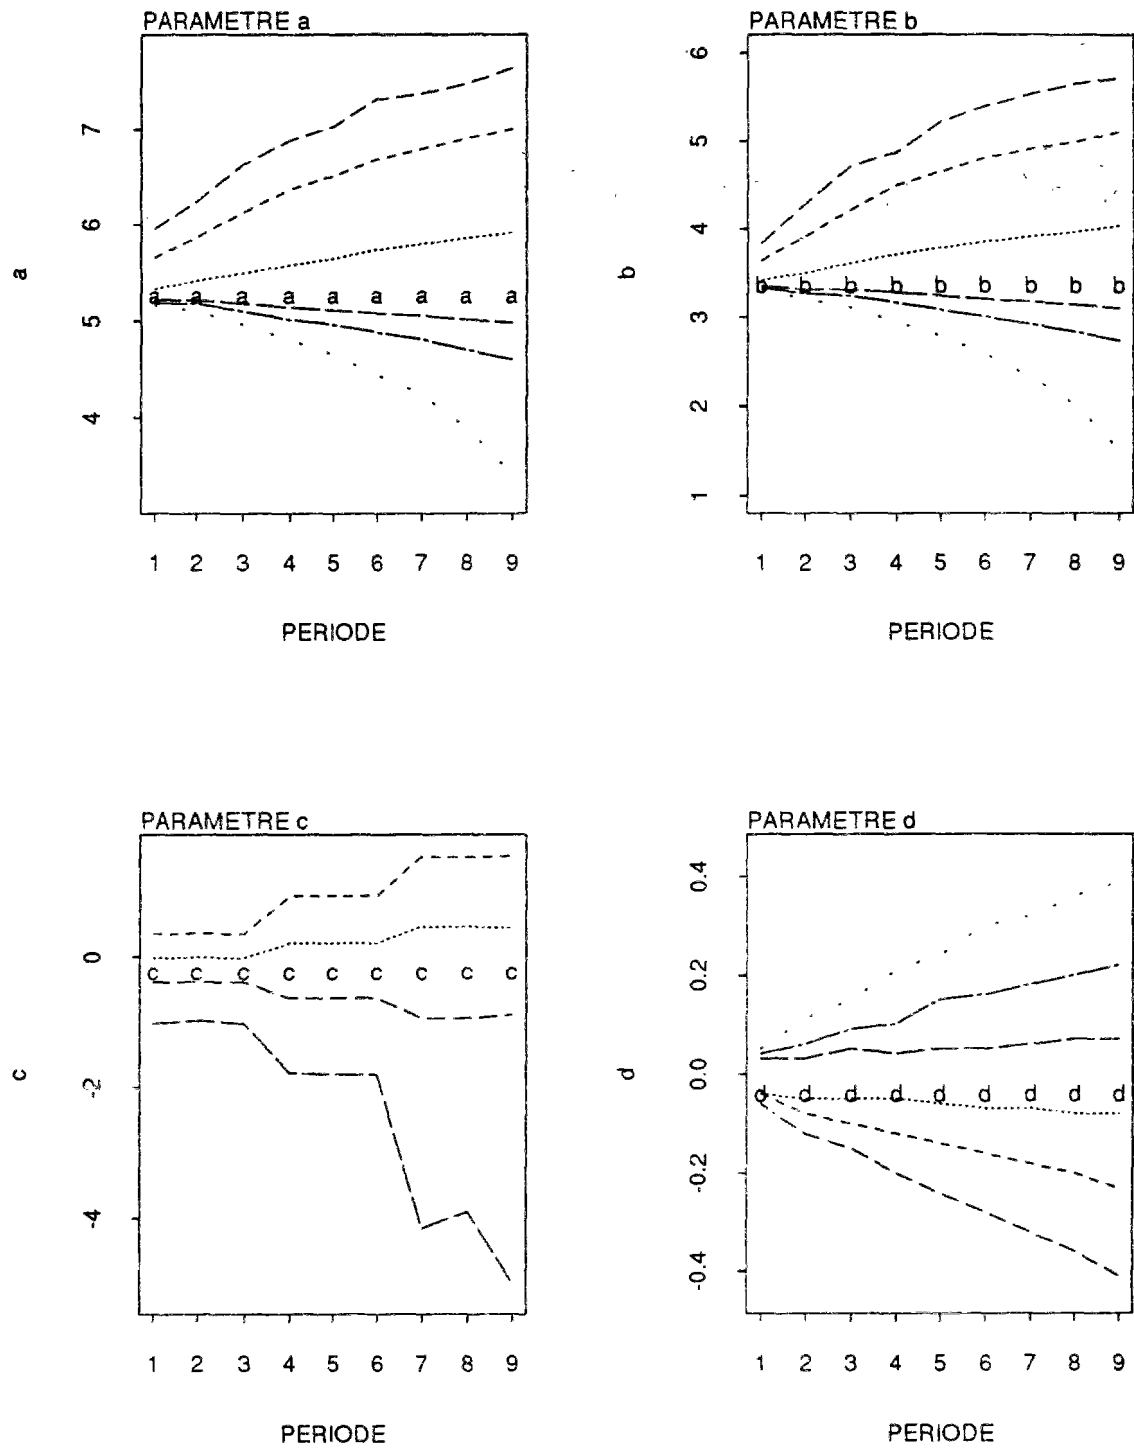 PARAMETRE a
7
6
5
4
a
a a a a a a a a a
1 2 3 4 5 6 7 8 9
PERIODE
PARAMETRE b
6
5
4
3
2
1
b
b b b b b b b b b
1 2 3 4 5 6 7 8 9
PERIODE
PARAMETRE c
0
-2
-4
c
c c c c c c c c c
1 2 3 4 5 6 7 8 9
PERIODE
PARAMETRE d
0.4
0.2
0.0
-0.2
-0.4
d
d d d d d d d d d
1 2 3 4 5 6 7 8 9
PERIODE